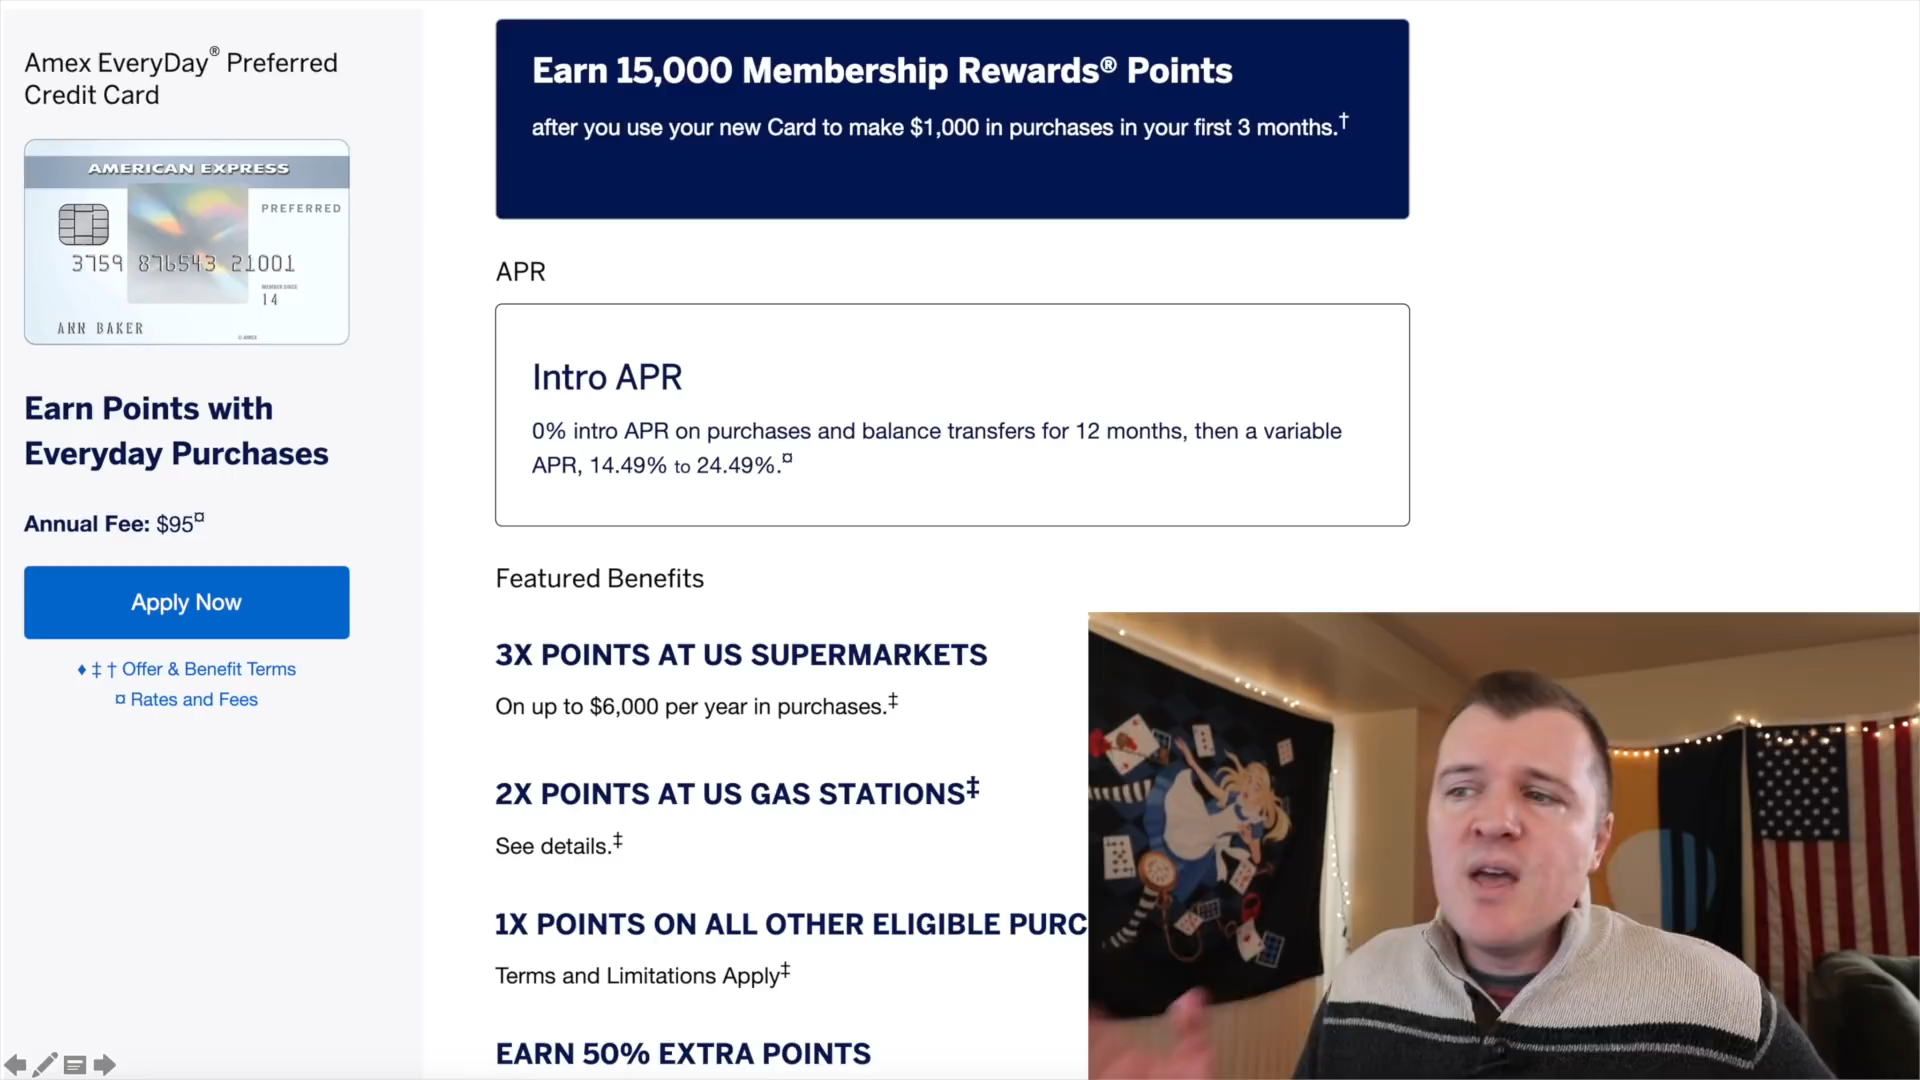 Amex EveryDay® Preferred
Credit Card
AMERICAN EXPRESS
PREFERRED
3759 876543 21001
MEMBER SINCE
14
ANN BAKER
© AMEX
Earn Points with
Everyday Purchases
Annual Fee: $95¤
Apply Now
♦ ‡ † Offer & Benefit Terms
¤ Rates and Fees
Earn 15,000 Membership Rewards® Points
after you use your new Card to make $1,000 in purchases in your first 3 months.†
APR
Intro APR
0% intro APR on purchases and balance transfers for 12 months, then a variable
APR, 14.49% to 24.49%.¤
Featured Benefits
3X POINTS AT US SUPERMARKETS
On up to $6,000 per year in purchases.‡
2X POINTS AT US GAS STATIONS‡
See details.‡
1X POINTS ON ALL OTHER ELIGIBLE PURC
Terms and Limitations Apply‡
EARN 50% EXTRA POINTS